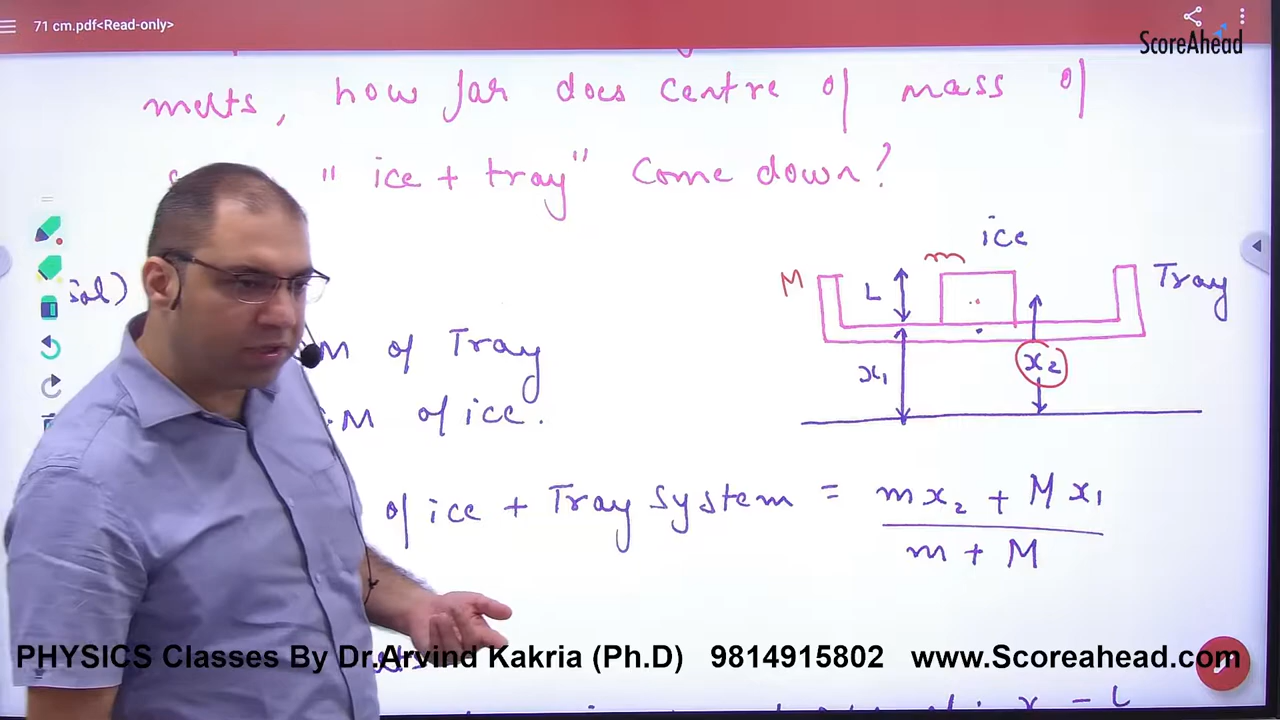 71 cm.pdf<Read-only>
ScoreAhead
melts, how far does centre of mass of
"ice + tray" come down?
ice
m
M
L
Tray
Sol)
x₁
x₂
M of Tray
.M of ice.
of ice + Tray system = mx₂ + Mx₁
m + M
PHYSICS Classes By Dr.Arvind Kakria (Ph.D) 9814915802 www.Scoreahead.com